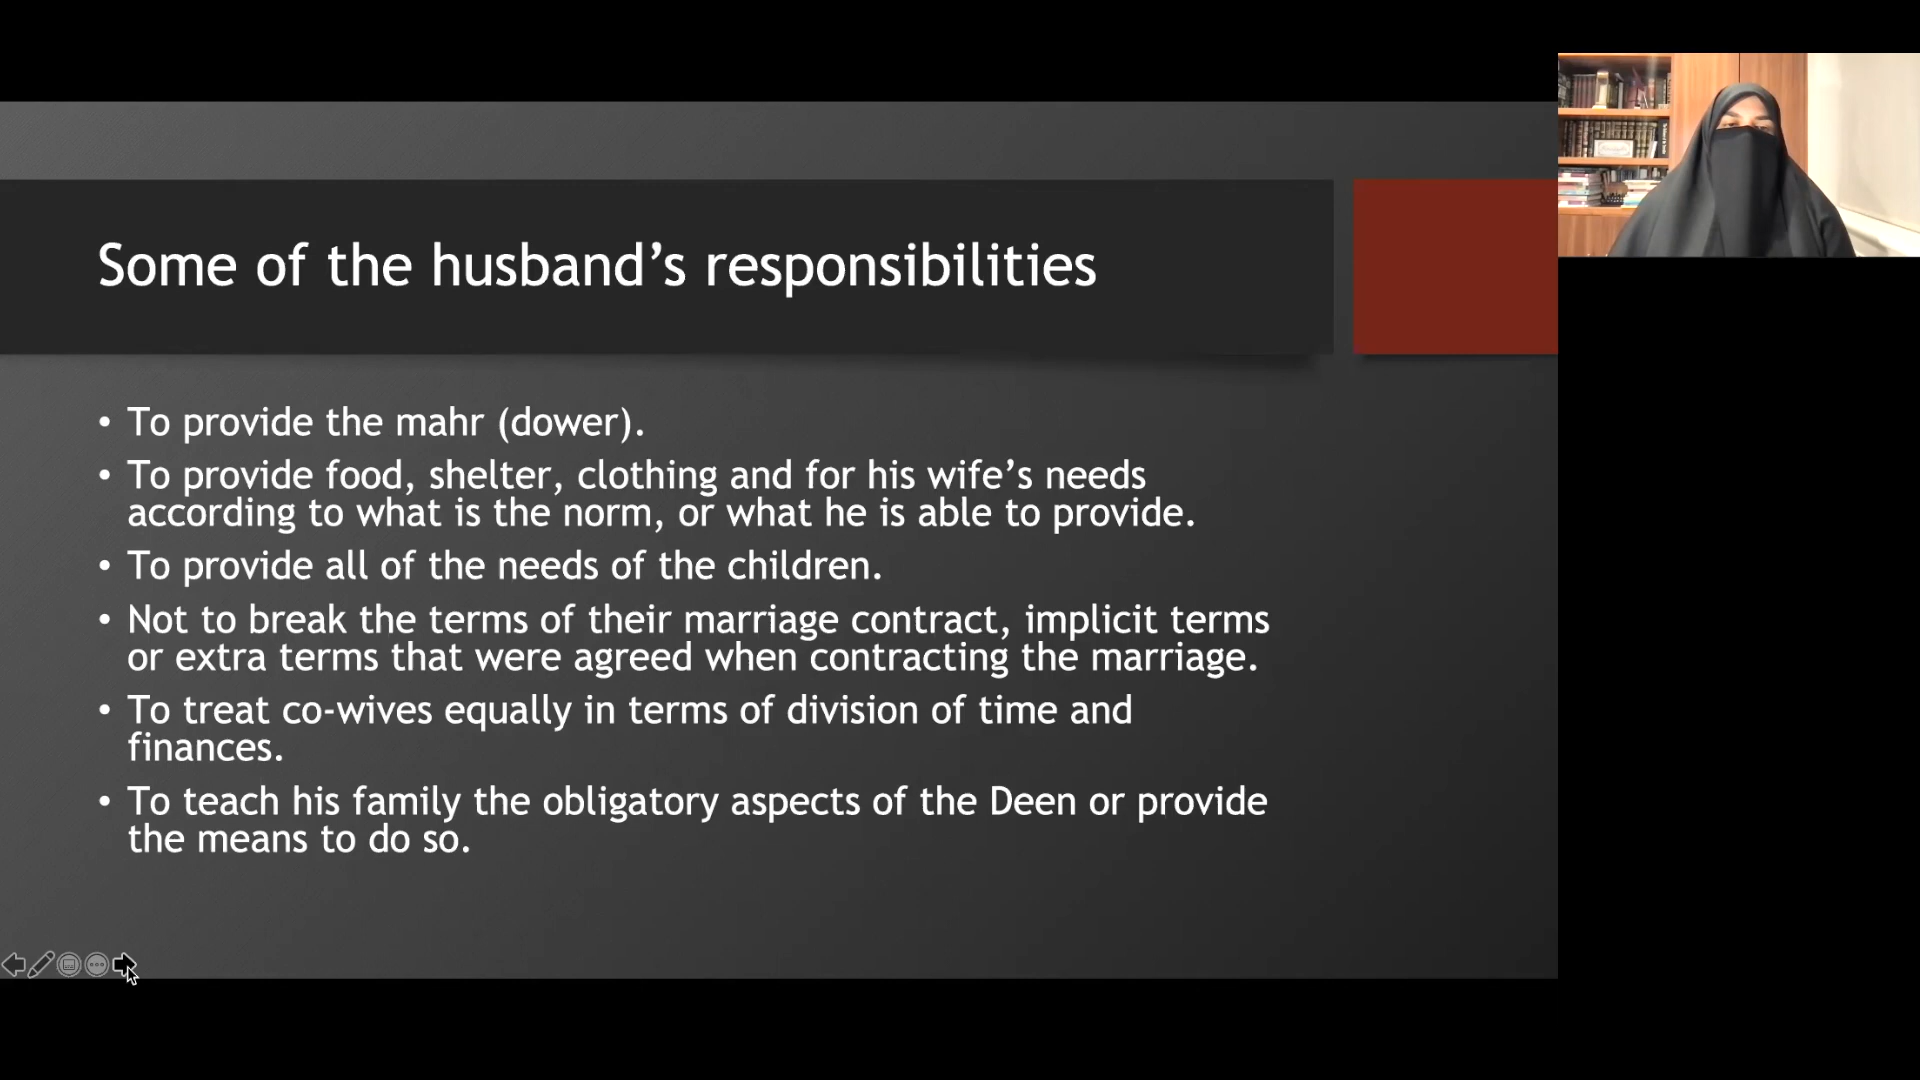 Some of the husband’s responsibilities
• To provide the mahr (dower).
• To provide food, shelter, clothing and for his wife’s needs
according to what is the norm, or what he is able to provide.
• To provide all of the needs of the children.
• Not to break the terms of their marriage contract, implicit terms
or extra terms that were agreed when contracting the marriage.
• To treat co-wives equally in terms of division of time and
finances.
• To teach his family the obligatory aspects of the Deen or provide
the means to do so.